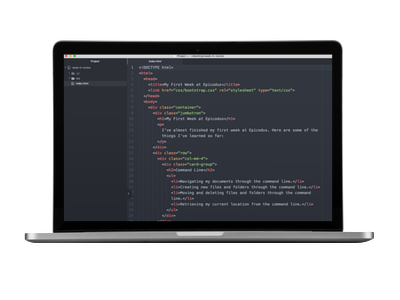 Project
index.html
css
index.html
<!DOCTYPE html>
<html>
<head>
<title>My First Week at Epicodus</title>
<link href="css/bootstrap.css" rel="stylesheet" type="text/css">
</head>
<body>
<div class="container">
<div class="jumbotron">
<h1>My First Week at Epicodus</h1>
<p>
I've almost finished my first week at Epicodus. Here are some of
the things I've learned so far:
</p>
</div>
<div class="row">
<div class="col-md-4">
<div class="card-group">
<h2>Command Line</h2>
<ul>
<li>Navigating my documents through the command line.</li>
<li>Creating new files and folders through the command line.</li>
<li>Moving and deleting files and folders through the command
line.</li>
<li>Retrieving my current location from the command line.</li>
</ul>
</div>